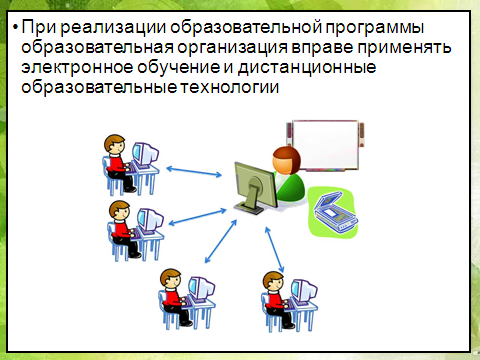 •При реализации образовательной программы
образовательная организация вправе применять
электронное обучение и дистанционные
образовательные технологии